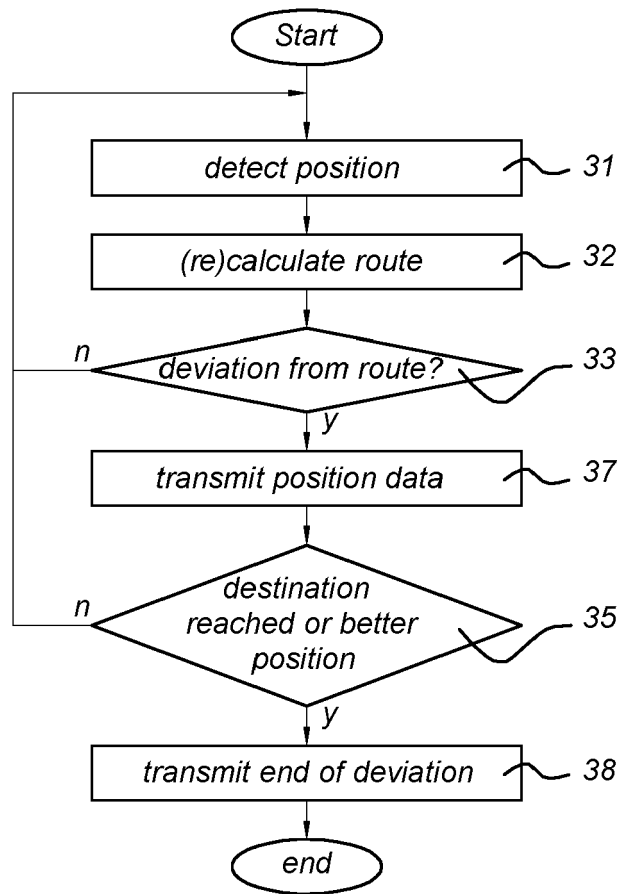 Start
detect position 31
(re)calculate route 32
n
deviation from route? 33
y
transmit position data 37
n
destination
reached or better 35
position
y
transmit end of deviation 38
end